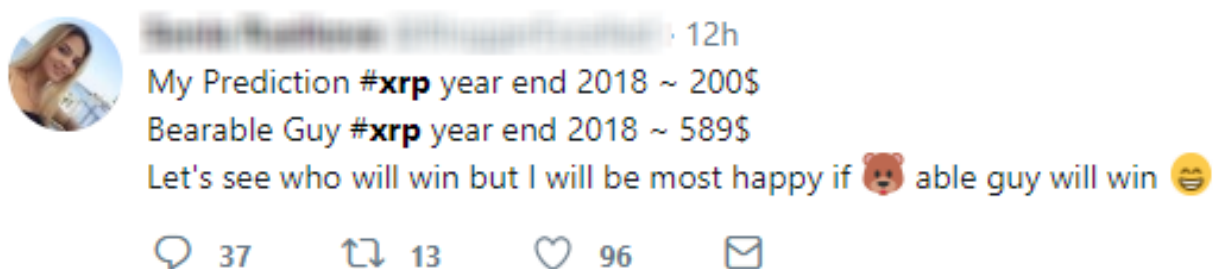 · 12h
My Prediction #xrp year end 2018 ~ 200$
Bearable Guy #xrp year end 2018 ~ 589$
Let's see who will win but I will be most happy if 🐻 able guy will win 😁
37 13 96